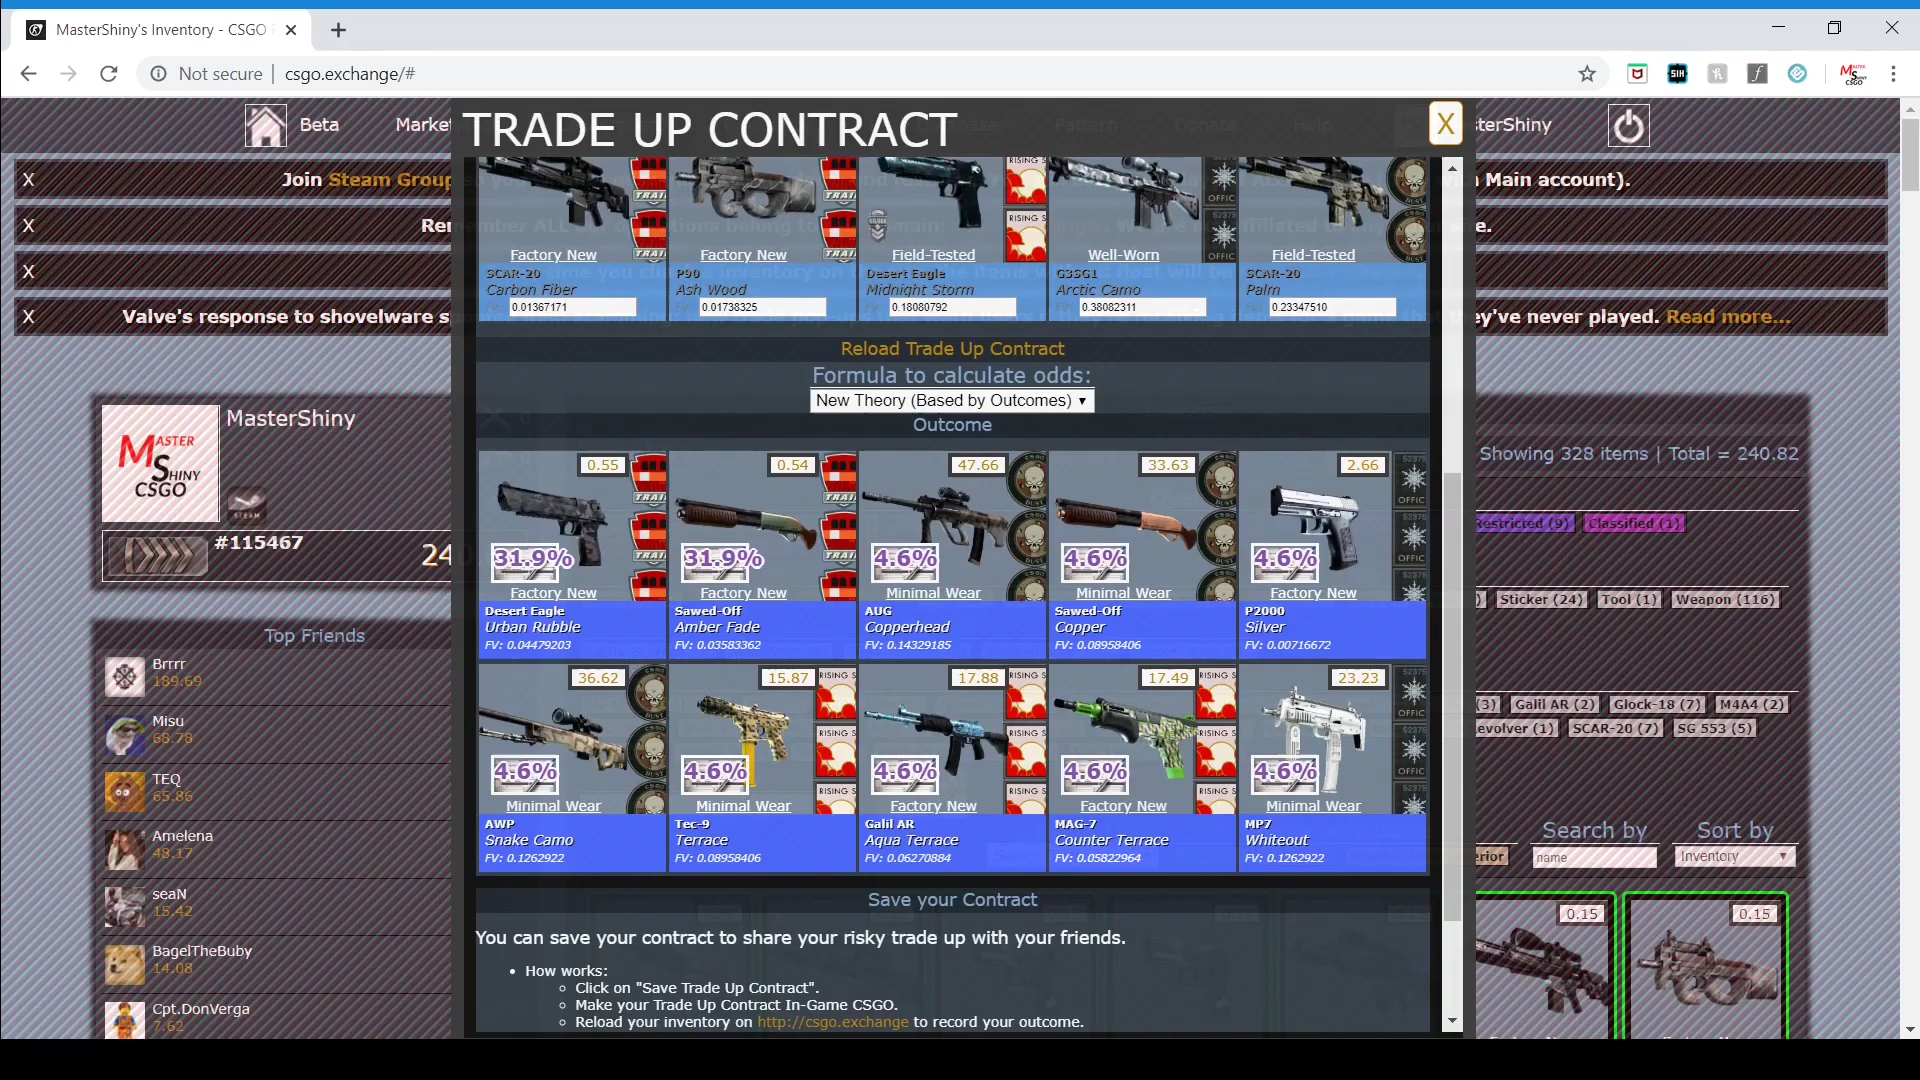 MasterShiny's Inventory - CSGO
Not secure
csgo.exchange/#
Beta
Market
TRADE UP CONTRACT
X
sterShiny
X
Join Steam Group
Main account).
X
X
X
Valve's response to shovelware s
ey've never played. Read more...
Factory New
SCAR-20
Carbon Fiber
0.01367171
Factory New
P90
Ash Wood
0.01738325
Field-Tested
Desert Eagle
Midnight Storm
0.18080792
Well-Worn
G3SG1
Arctic Camo
0.38082311
Field-Tested
SCAR-20
Palm
0.23347510
Reload Trade Up Contract
Formula to calculate odds:
New Theory (Based by Outcomes)
Outcome
0.55
31.9%
Factory New
Desert Eagle
Urban Rubble
FV: 0.04479203
0.54
31.9%
Factory New
Sawed-Off
Amber Fade
FV: 0.03583362
47.66
4.6%
Minimal Wear
AUG
Copperhead
FV: 0.14329185
33.63
4.6%
Minimal Wear
Sawed-Off
Copper
FV: 0.08958406
2.66
4.6%
Factory New
P2000
Silver
FV: 0.00716672
36.62
4.6%
Minimal Wear
AWP
Snake Camo
FV: 0.1262922
15.87
4.6%
Minimal Wear
Tec-9
Terrace
FV: 0.08958406
17.88
4.6%
Factory New
Galil AR
Aqua Terrace
FV: 0.06270884
17.49
4.6%
Factory New
MAG-7
Counter Terrace
FV: 0.05822964
23.23
4.6%
Minimal Wear
MP7
Whiteout
FV: 0.1262922
Save your Contract
You can save your contract to share your risky trade up with your friends.
How works:
Click on "Save Trade Up Contract".
Make your Trade Up Contract In-Game CSGO.
Reload your inventory on http://csgo.exchange to record your outcome.
MASTER
SHINY
CSGO
MasterShiny
STEAM
#115467
240
Top Friends
Brrrr
189.69
Misu
68.78
TEQ
65.86
Amelena
48.17
seaN
15.42
BagelTheBuby
14.08
Cpt.DonVerga
7.62
Showing 328 items | Total = 240.82
Restricted (9) Classified (1)
Sticker (24) Tool (1) Weapon (116)
(3) Galil AR (2) Glock-18 (7) M4A4 (2)
evolver (1) SCAR-20 (7) SG 553 (5)
Search by Sort by
erior name Inventory
0.15 0.15